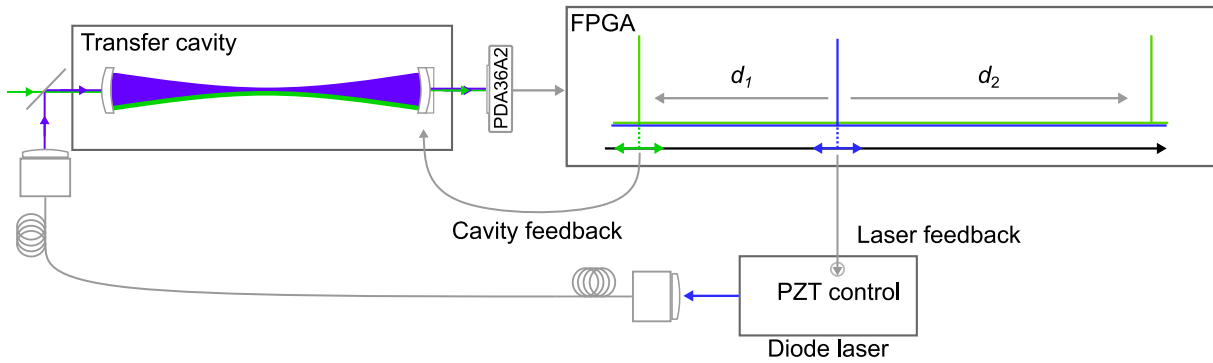 Transfer cavity
PDA36A2
FPGA
d1
d2
Cavity feedback
Laser feedback
PZT control
Diode laser